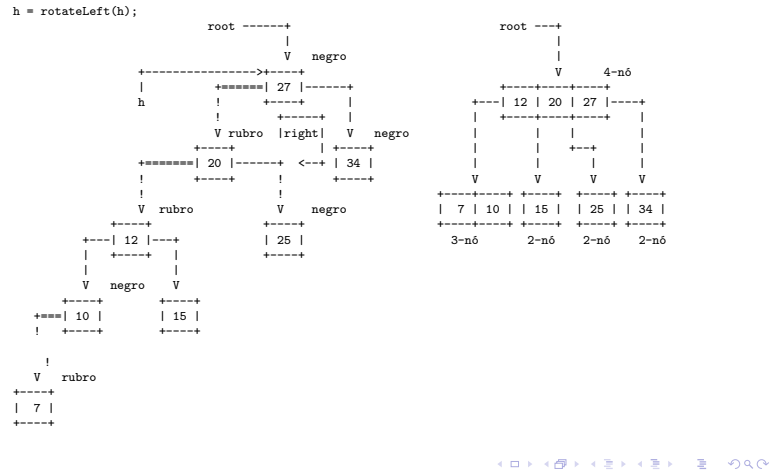 h = rotateLeft(h);
root ------+ root ---+
| |
V negro |
+----------------->+----+ V 4-nó
| +======| 27 |------+ +----+----+----+
h ! +----+ | +---| 12 | 20 | 27 |----+
! +-----+ | | +----+----+----+ |
V rubro |right| V negro | | | |
+----+ | +----+ | | +--+ |
+=======| 20 |------+ <--+ | 34 | | | | |
! +----+ ! +----+ V V V V
! ! +----+----+ +----+ +----+ +----+
V rubro V negro | 7 | 10 | | 15 | | 25 | | 34 |
+----+ +----+ +----+----+ +----+ +----+ +----+
+---| 12 |---+ | 25 | 3-nó 2-nó 2-nó 2-nó
| +----+ | +----+
| |
V negro V
+----+ +----+
+===| 10 | | 15 |
! +----+ +----+
!
V rubro
+----+
| 7 |
+----+